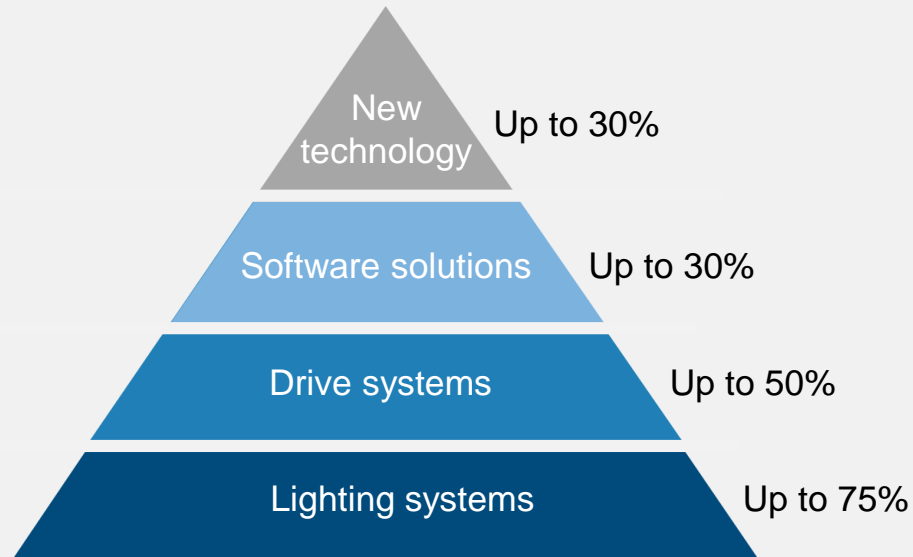 New
technology
Up to 30%
Software solutions
Up to 30%
Drive systems
Up to 50%
Lighting systems
Up to 75%